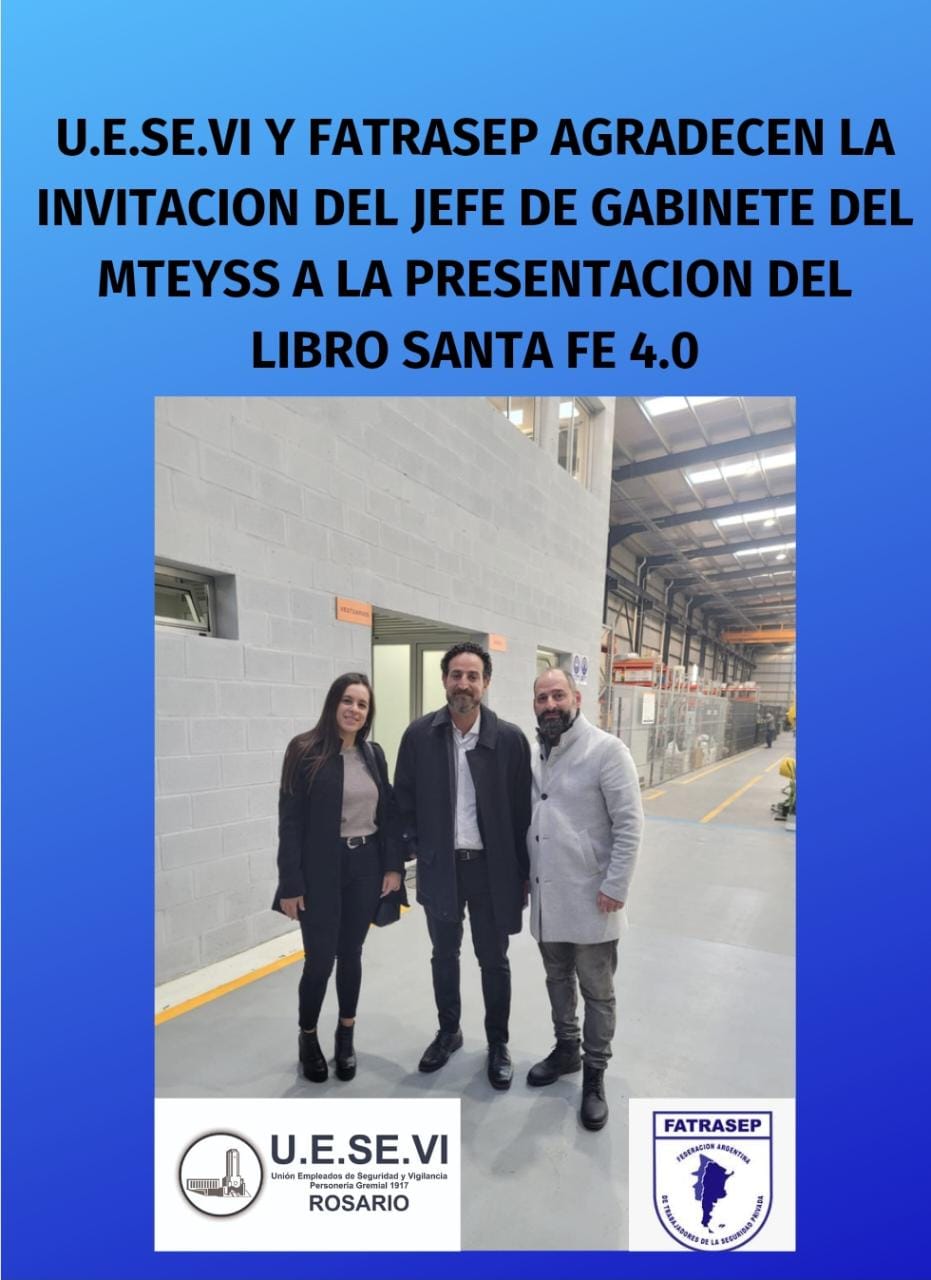 U.E.SE.VI Y FATRASEP AGRADECEN LA
INVITACION DEL JEFE DE GABINETE DEL
MTEYSS A LA PRESENTACION DEL
LIBRO SANTA FE 4.0
VESTUARIOS
U.E.SE.VI
Unión Empleados de Seguridad y Vigilancia
Personería Gremial 1917
ROSARIO
FATRASEP
FEDERACION ARGENTINA
DE TRABAJADORES DE LA SEGURIDAD PRIVADA